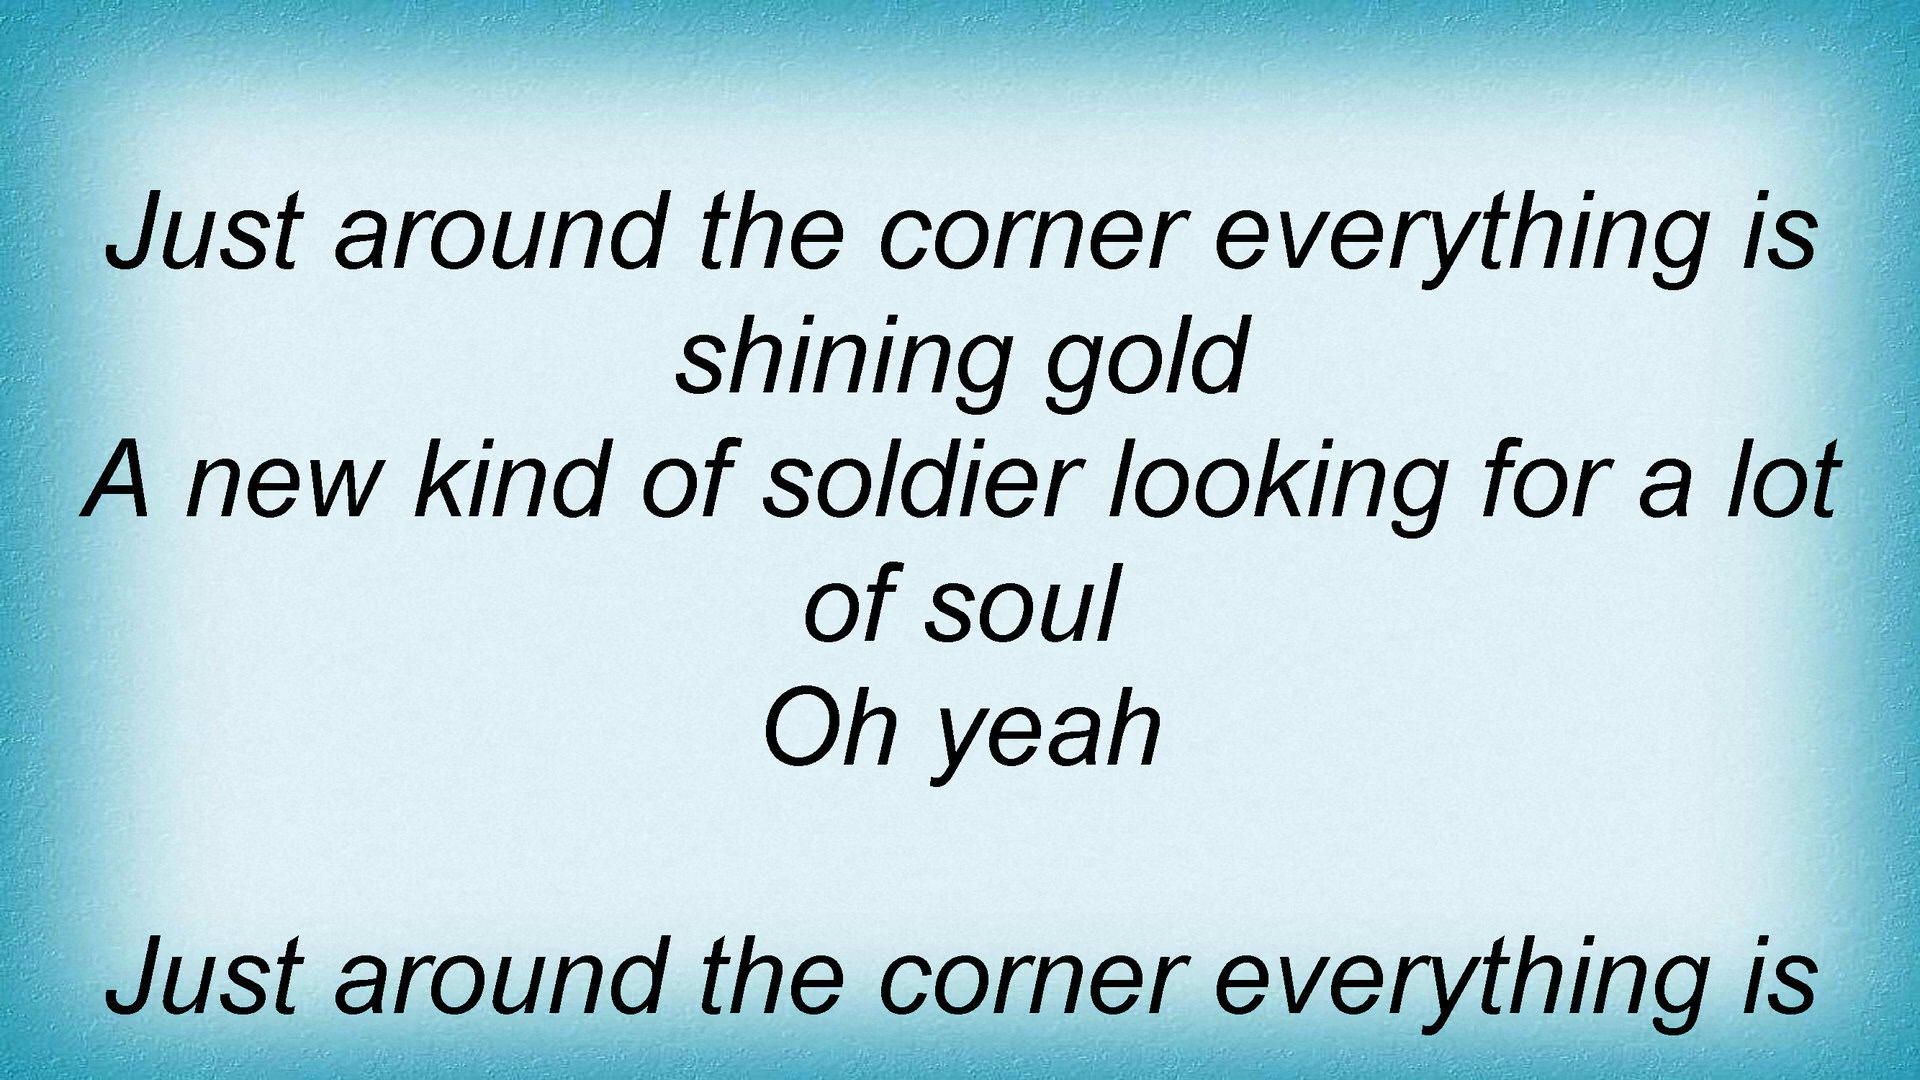 Just around the corner everything is
shining gold
A new kind of soldier looking for a lot
of soul
Oh yeah
Just around the corner everything is